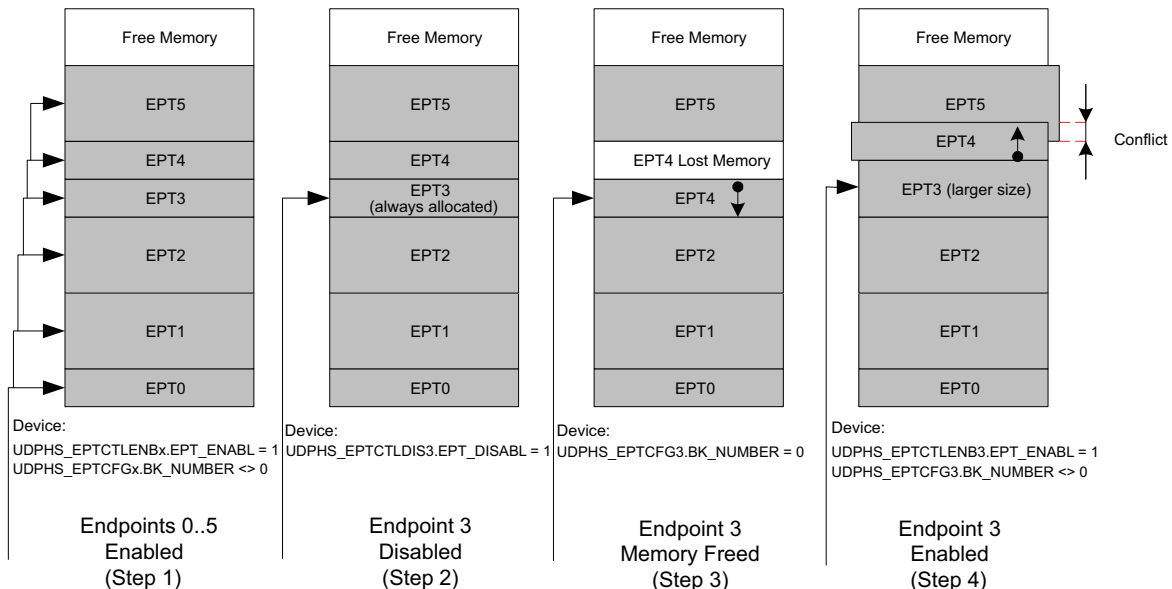 Free Memory
EPT5
EPT4
EPT3
EPT2
EPT1
EPT0
Device:
UDPHS_EPTCTLENBx.EPT_ENABL = 1
UDPHS_EPTCFGx.BK_NUMBER <> 0
Endpoints 0..5
Enabled
(Step 1)
Free Memory
EPT5
EPT4
EPT3
(always allocated)
EPT2
EPT1
EPT0
Device:
UDPHS_EPTCTLDIS3.EPT_DISABL = 1
Endpoint 3
Disabled
(Step 2)
Free Memory
EPT5
EPT4 Lost Memory
EPT4
EPT2
EPT1
EPT0
Device:
UDPHS_EPTCFG3.BK_NUMBER = 0
Endpoint 3
Memory Freed
(Step 3)
Free Memory
EPT5
EPT4
Conflict
EPT3 (larger size)
EPT2
EPT1
EPT0
Device:
UDPHS_EPTCTLENB3.EPT_ENABL = 1
UDPHS_EPTCFG3.BK_NUMBER <> 0
Endpoint 3
Enabled
(Step 4)